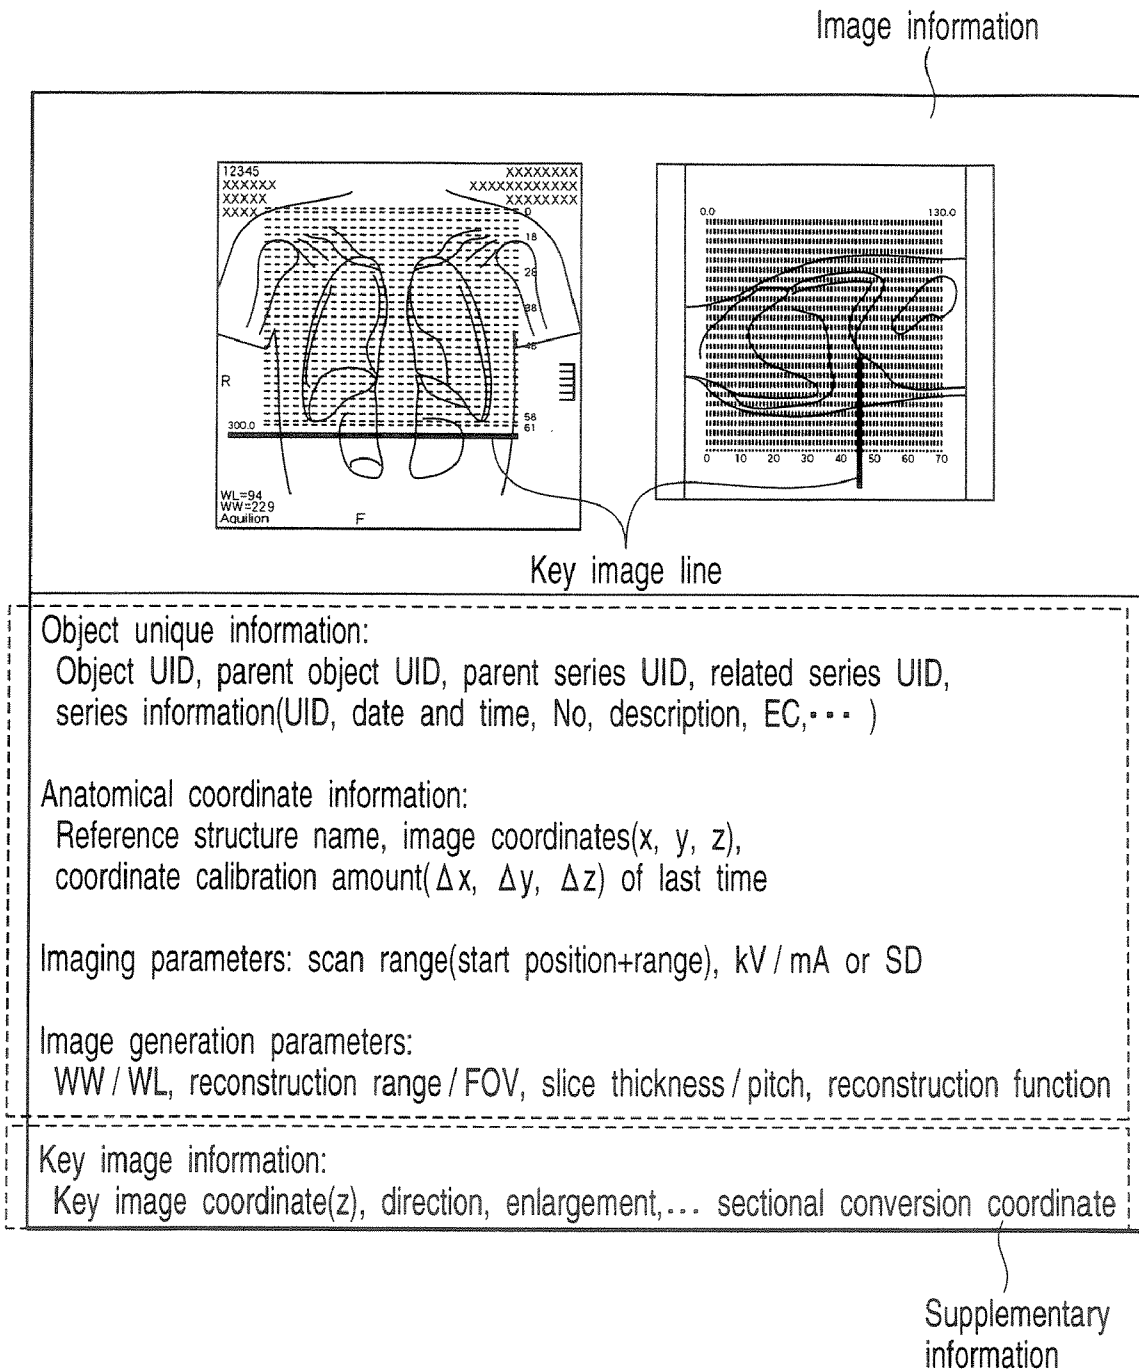 Image information
12345
XXXXXX
XXXXX
XXXX
XXXXXXXX
XXXXXXXXXXXX
XXXXXXXXXXX
XXXXXXXX
0
18
28
38
48
58
61
R
300.0
WL=94
WW=229
Aquilion
F
0.0
130.0
0 10 20 30 40 50 60 70
Key image line
Object unique information:
Object UID, parent object UID, parent series UID, related series UID,
series information(UID, date and time, No, description, EC,··· )
Anatomical coordinate information:
Reference structure name, image coordinates(x, y, z),
coordinate calibration amount(Δx, Δy, Δz) of last time
Imaging parameters: scan range(start position+range), kV/mA or SD
Image generation parameters:
WW/WL, reconstruction range/FOV, slice thickness/pitch, reconstruction function
Key image information:
Key image coordinate(z), direction, enlargement,... sectional conversion coordinate
Supplementary
information